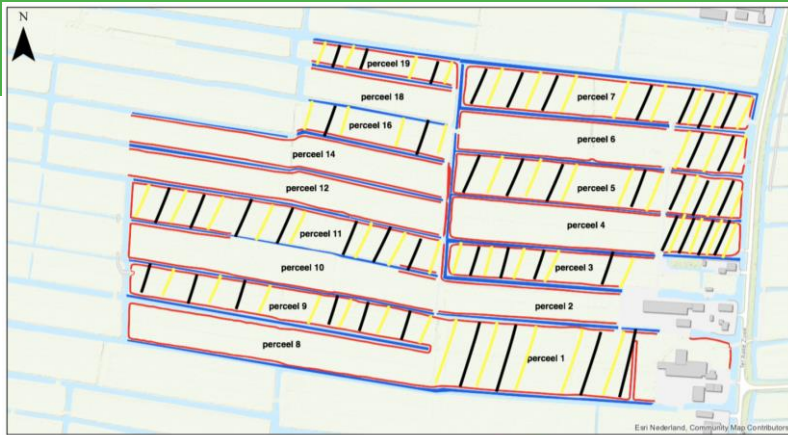 N
perceel 19
perceel 18
perceel 7
perceel 16
perceel 6
perceel 14
perceel 12
perceel 5
perceel 11
perceel 4
perceel 10
perceel 3
perceel 9
perceel 2
perceel 8
perceel 1
Esri Nederland, Community Map Contributors